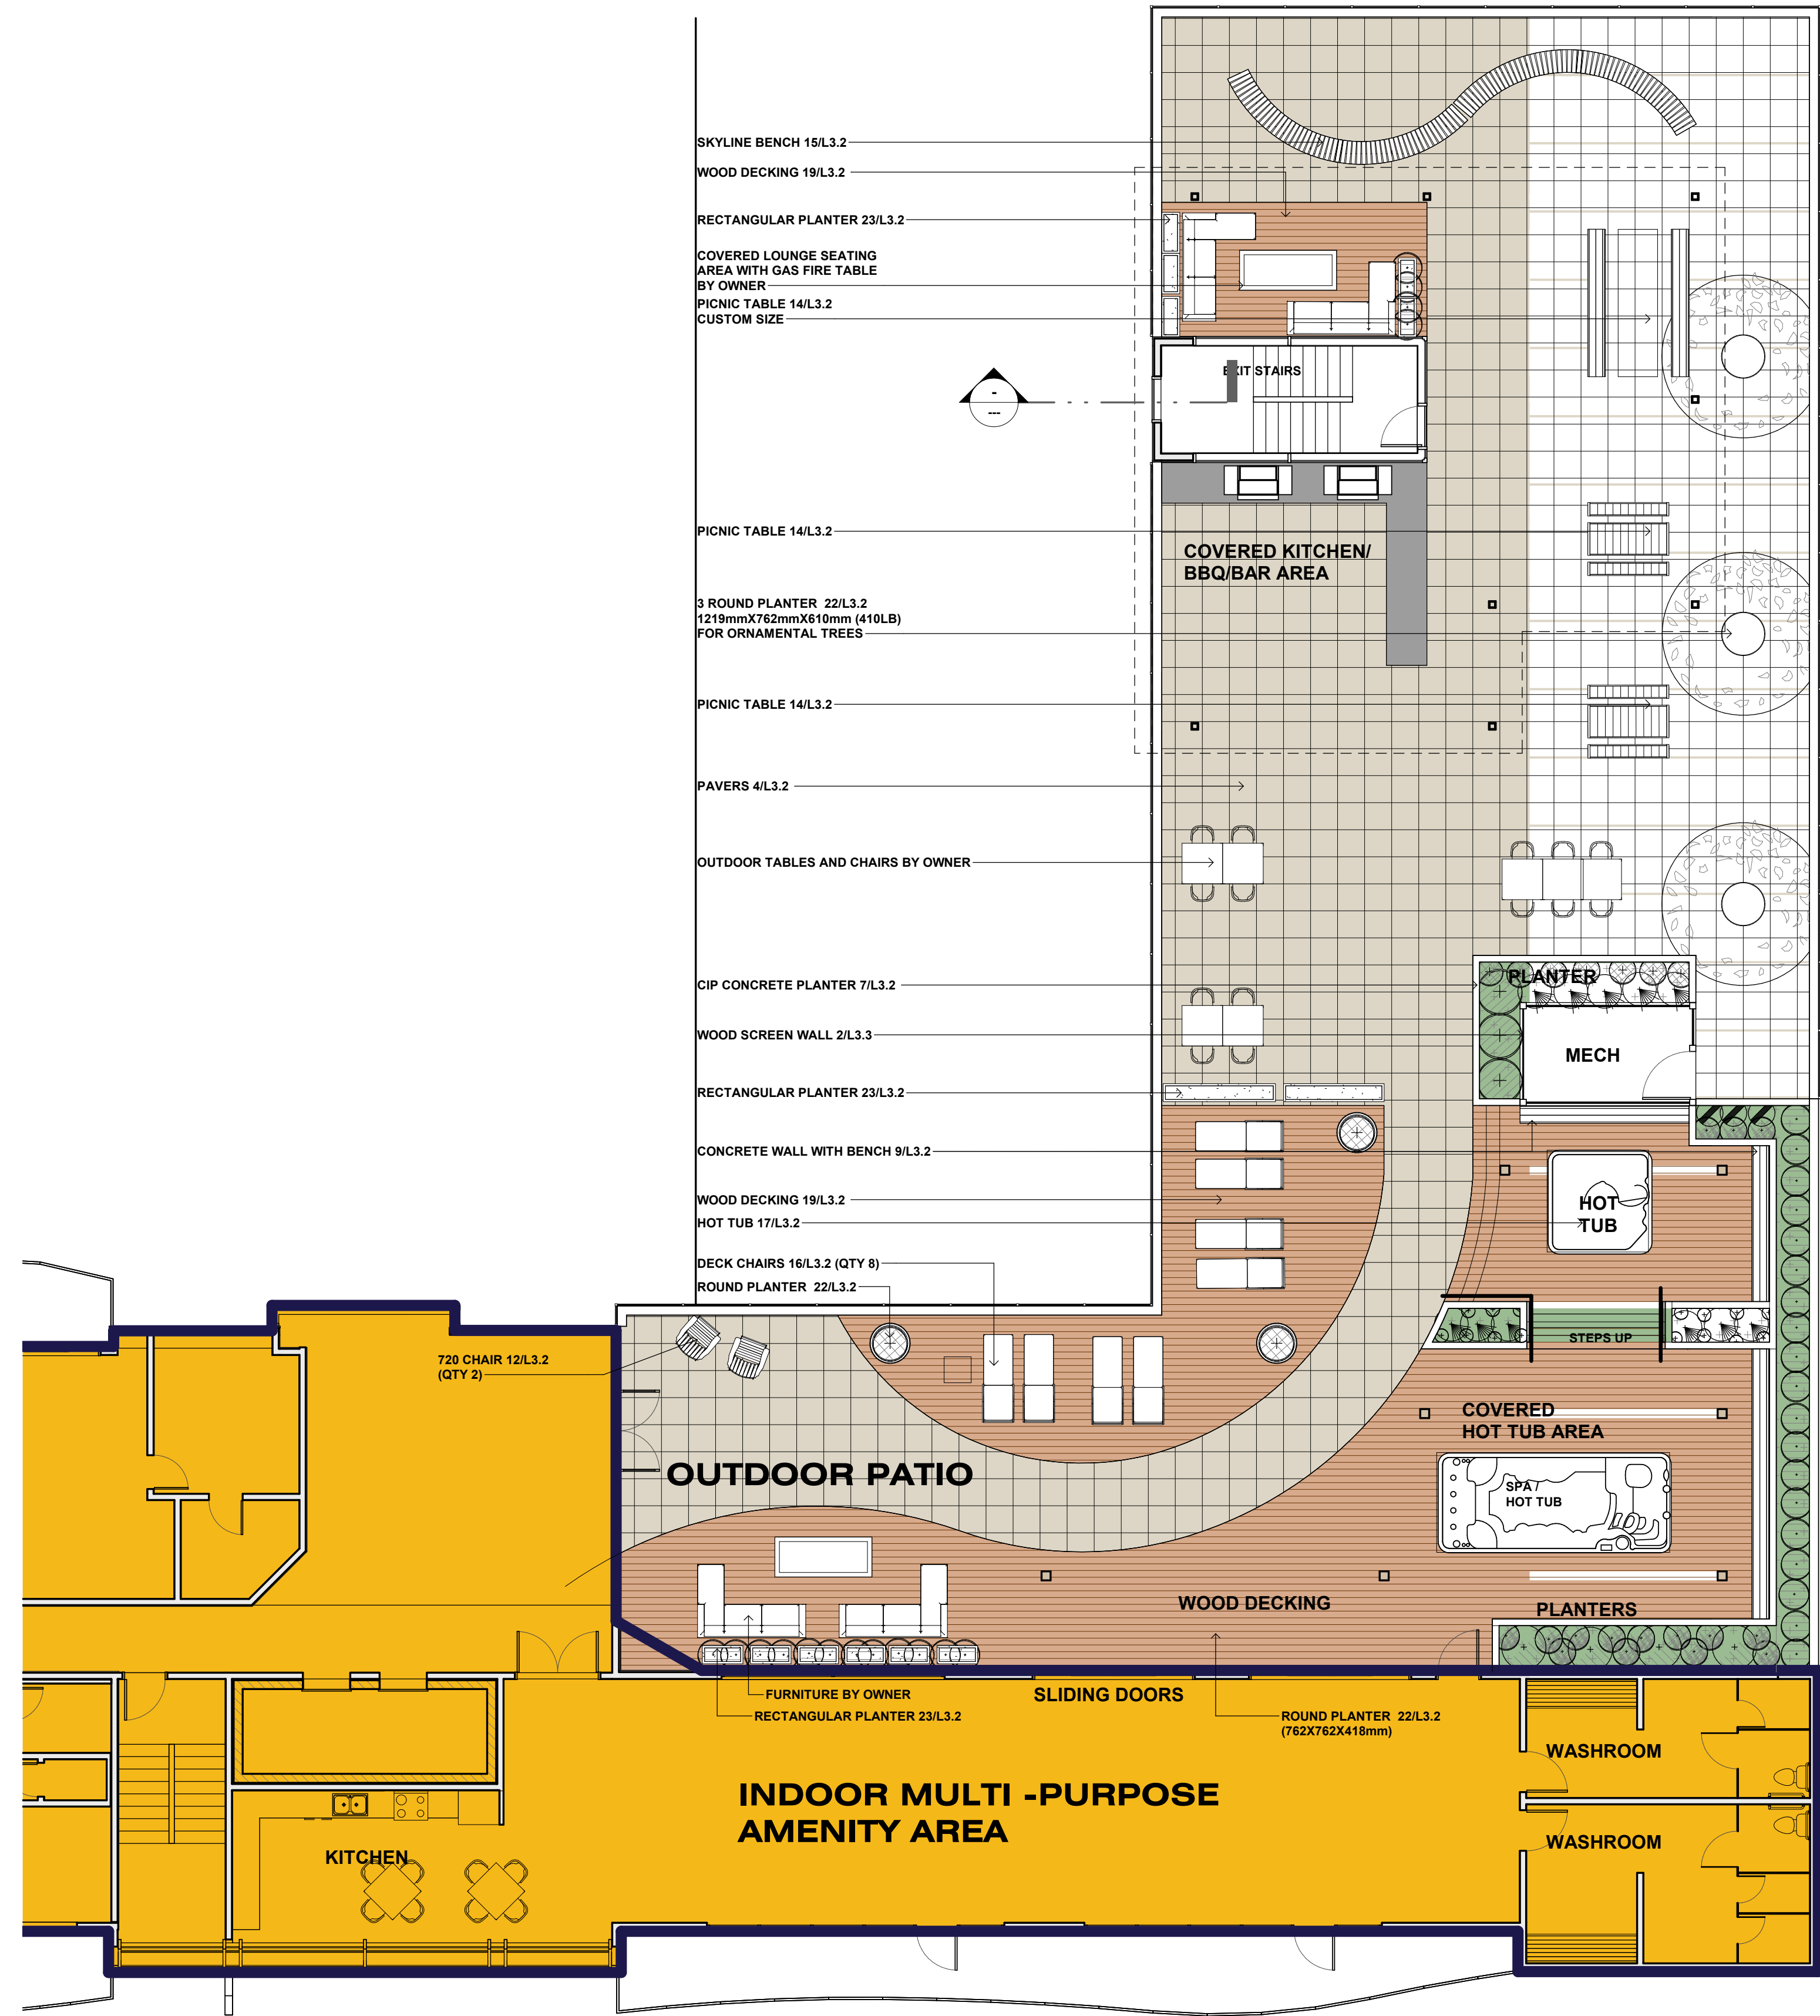 SKYLINE BENCH 15/L3.2
WOOD DECKING 19/L3.2
RECTANGULAR PLANTER 23/L3.2
COVERED LOUNGE SEATING
AREA WITH GAS FIRE TABLE
BY OWNER
PICNIC TABLE 14/L3.2
CUSTOM SIZE
EXIT STAIRS
-
---
PICNIC TABLE 14/L3.2
COVERED KITCHEN/
BBQ/BAR AREA
3 ROUND PLANTER 22/L3.2
1219mmX762mmX610mm (410LB)
FOR ORNAMENTAL TREES
PICNIC TABLE 14/L3.2
PAVERS 4/L3.2
OUTDOOR TABLES AND CHAIRS BY OWNER
CIP CONCRETE PLANTER 7/L3.2
PLANTER
WOOD SCREEN WALL 2/L3.3
MECH
RECTANGULAR PLANTER 23/L3.2
CONCRETE WALL WITH BENCH 9/L3.2
WOOD DECKING 19/L3.2
HOT TUB 17/L3.2
HOT
TUB
DECK CHAIRS 16/L3.2 (QTY 8)
ROUND PLANTER 22/L3.2
STEPS UP
720 CHAIR 12/L3.2
(QTY 2)
COVERED
HOT TUB AREA
OUTDOOR PATIO
SPA /
HOT TUB
WOOD DECKING
PLANTERS
FURNITURE BY OWNER
RECTANGULAR PLANTER 23/L3.2
SLIDING DOORS
ROUND PLANTER 22/L3.2
(762X762X418mm)
WASHROOM
INDOOR MULTI -PURPOSE
AMENITY AREA
WASHROOM
KITCHEN